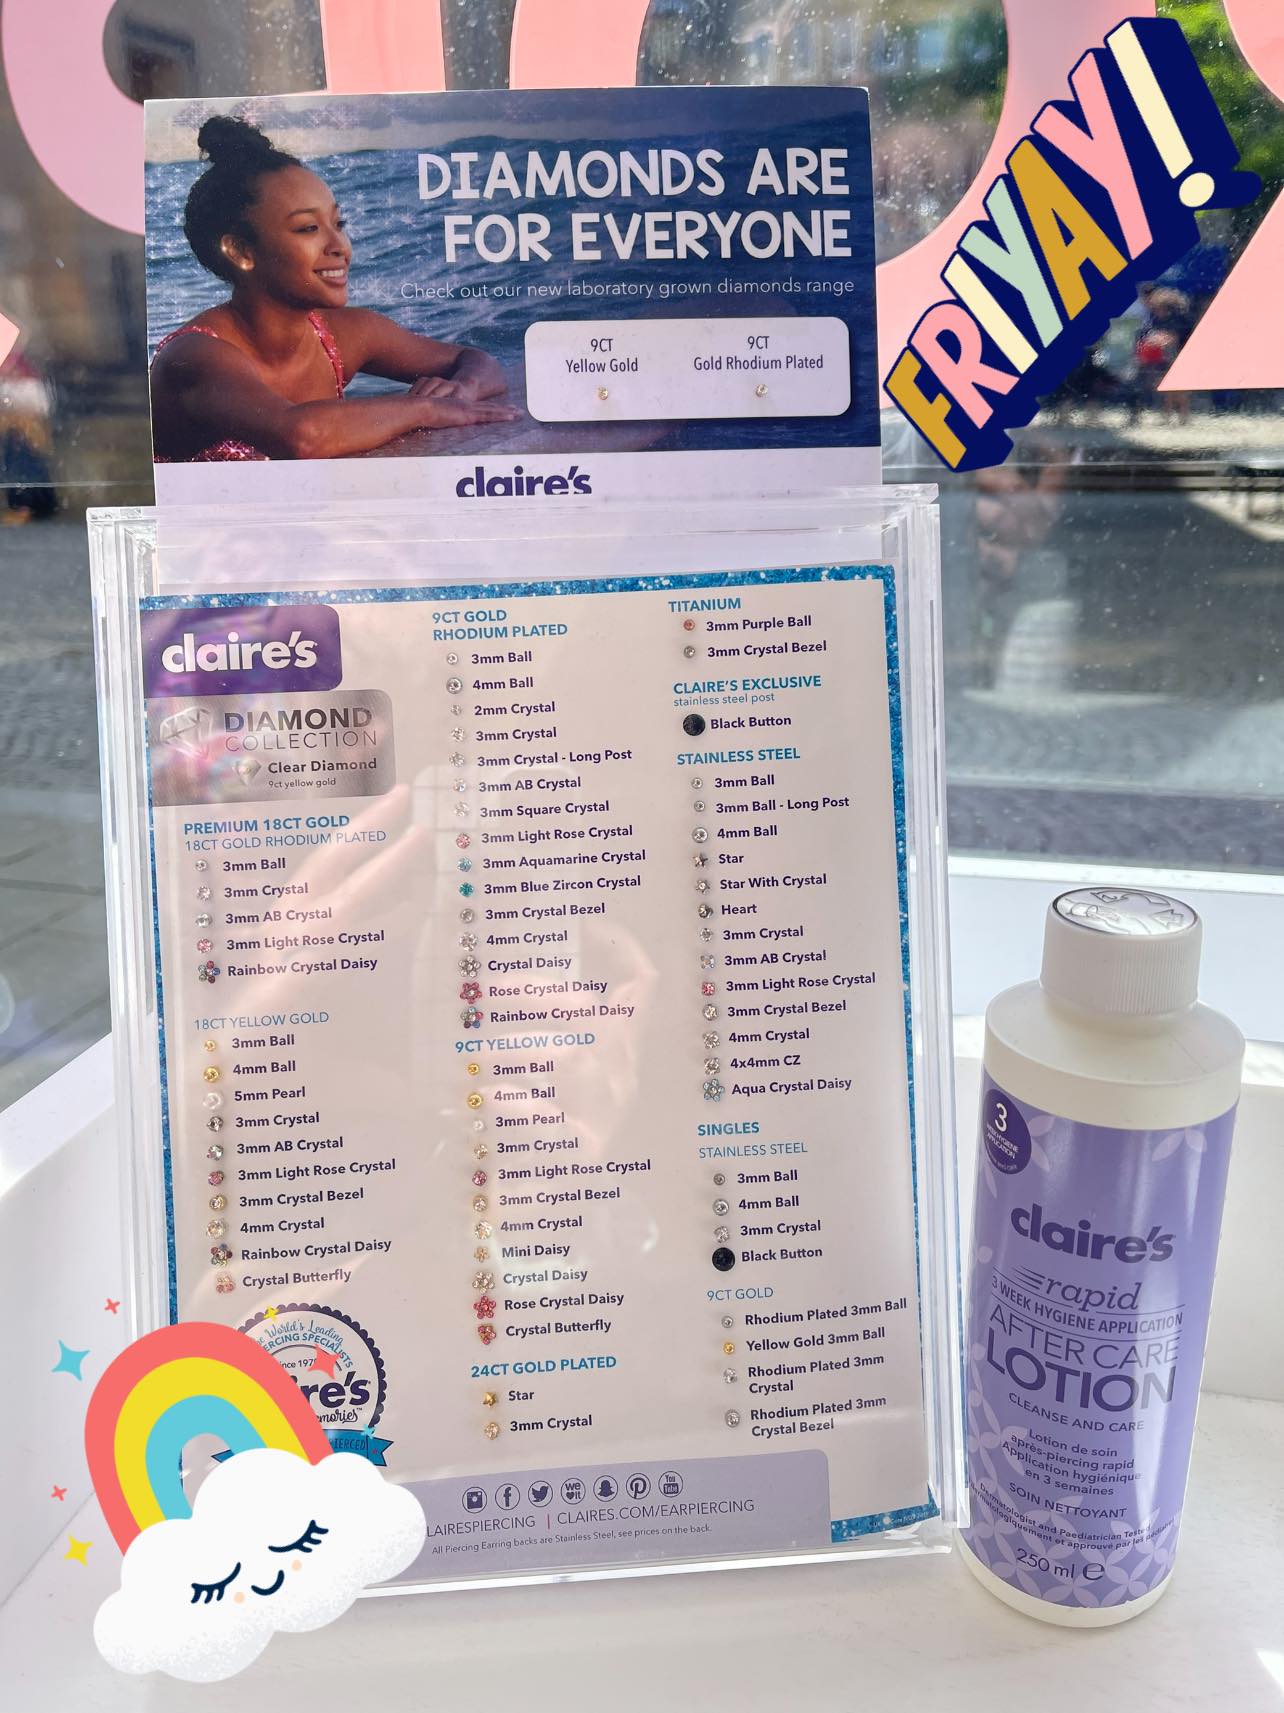 DIAMONDS ARE
FOR EVERYONE
Check out our new laboratory grown diamonds range
9CT
Yellow Gold
9CT
Gold Rhodium Plated
claire's
FRIYAY!
claire's
DIAMOND
COLLECTION
Clear Diamond
9ct yellow gold
PREMIUM 18CT GOLD
18CT GOLD RHODIUM PLATED
3mm Ball
3mm Crystal
3mm AB Crystal
3mm Light Rose Crystal
Rainbow Crystal Daisy
18CT YELLOW GOLD
3mm Ball
4mm Ball
5mm Pearl
3mm Crystal
3mm AB Crystal
3mm Light Rose Crystal
3mm Crystal Bezel
4mm Crystal
Rainbow Crystal Daisy
Crystal Butterfly
World's Leading
9CT GOLD
RHODIUM PLATED
3mm Ball
4mm Ball
2mm Crystal
3mm Crystal
3mm Crystal - Long Post
3mm AB Crystal
3mm Square Crystal
3mm Light Rose Crystal
3mm Aquamarine Crystal
3mm Blue Zircon Crystal
3mm Crystal Bezel
4mm Crystal
Crystal Daisy
Rose Crystal Daisy
Rainbow Crystal Daisy
9CT YELLOW GOLD
3mm Ball
4mm Ball
3mm Pearl
3mm Crystal
3mm Light Rose Crystal
3mm Crystal Bezel
4mm Crystal
Mini Daisy
Crystal Daisy
Rose Crystal Daisy
Crystal Butterfly
24CT GOLD PLATED
Star
3mm Crystal
TITANIUM
3mm Purple Ball
3mm Crystal Bezel
CLAIRE'S EXCLUSIVE
stainless steel post
Black Button
STAINLESS STEEL
3mm Ball
3mm Ball - Long Post
4mm Ball
Star
Star With Crystal
Heart
3mm Crystal
3mm AB Crystal
3mm Light Rose Crystal
3mm Crystal Bezel
4mm Crystal
4x4mm CZ
Aqua Crystal Daisy
SINGLES
STAINLESS STEEL
3mm Ball
4mm Ball
3mm Crystal
Black Button
9CT GOLD
Rhodium Plated 3mm Ball
Yellow Gold 3mm Ball
Rhodium Plated 3mm
Crystal
Rhodium Plated 3mm
Crystal Bezel
we
it
You
Tube
LAIRESPIERCING | CLAIRES.COM/EARPIERCING
All Piercing Earring backs are Stainless Steel, see prices on the back.
3
claire's
rapid
3 WEEK HYGIENE APPLICATION
AFTER CARE
LOTION
CLEANSE AND CARE
Lotion de soin
après-piercing rapid
Application hygiénique
en 3 semaines
SOIN NETTOYANT
Dermatologist and Paediatrician Tested
250 ml e